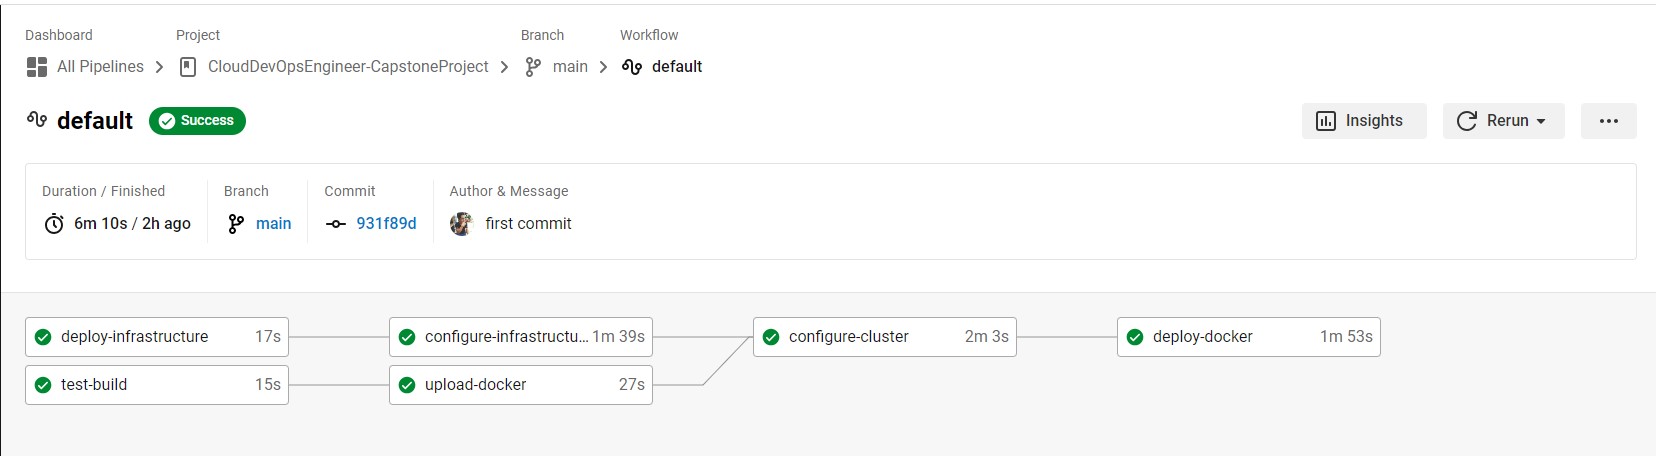 Dashboard Project Branch Workflow
All Pipelines CloudDevOpsEngineer-CapstoneProject main default
default Success Insights Rerun
Duration / Finished Branch Commit Author & Message
6m 10s / 2h ago main 931f89d first commit
deploy-infrastructure 17s configure-infrastructu... 1m 39s configure-cluster 2m 3s deploy-docker 1m 53s
test-build 15s upload-docker 27s